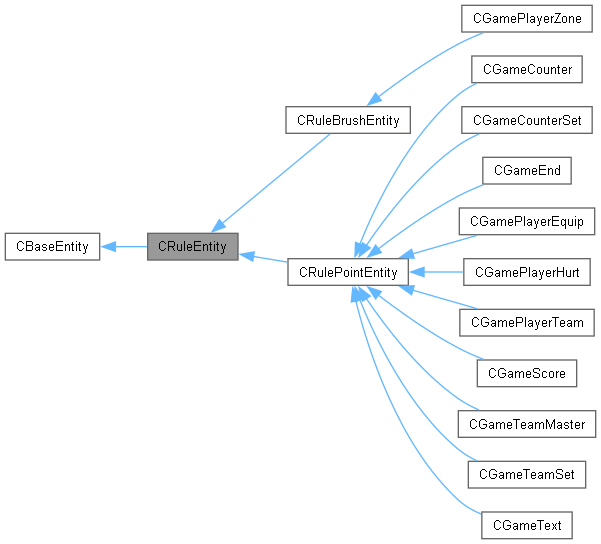 CGamePlayerZone
CGameCounter
CRuleBrushEntity
CGameCounterSet
CGameEnd
CGamePlayerEquip
CBaseEntity
CRuleEntity
CRulePointEntity
CGamePlayerHurt
CGamePlayerTeam
CGameScore
CGameTeamMaster
CGameTeamSet
CGameText